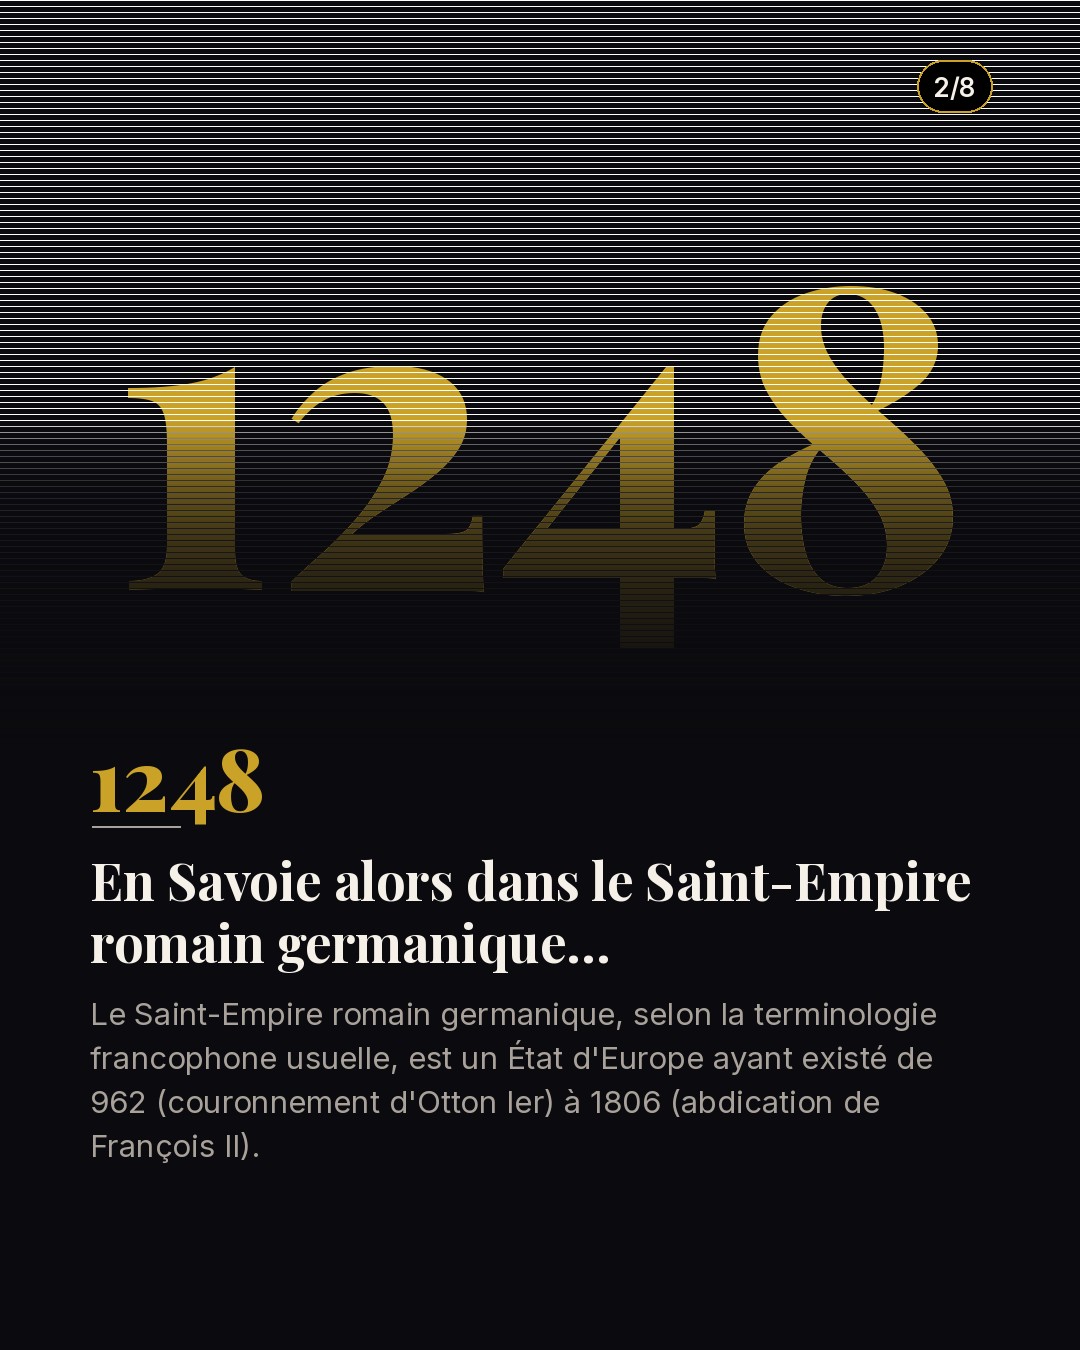 2/8
1248
1248
En Savoie alors dans le Saint-Empire
romain germanique...
Le Saint-Empire romain germanique, selon la terminologie
francophone usuelle, est un État d'Europe ayant existé de
962 (couronnement d'Otton Ier) à 1806 (abdication de
François II).